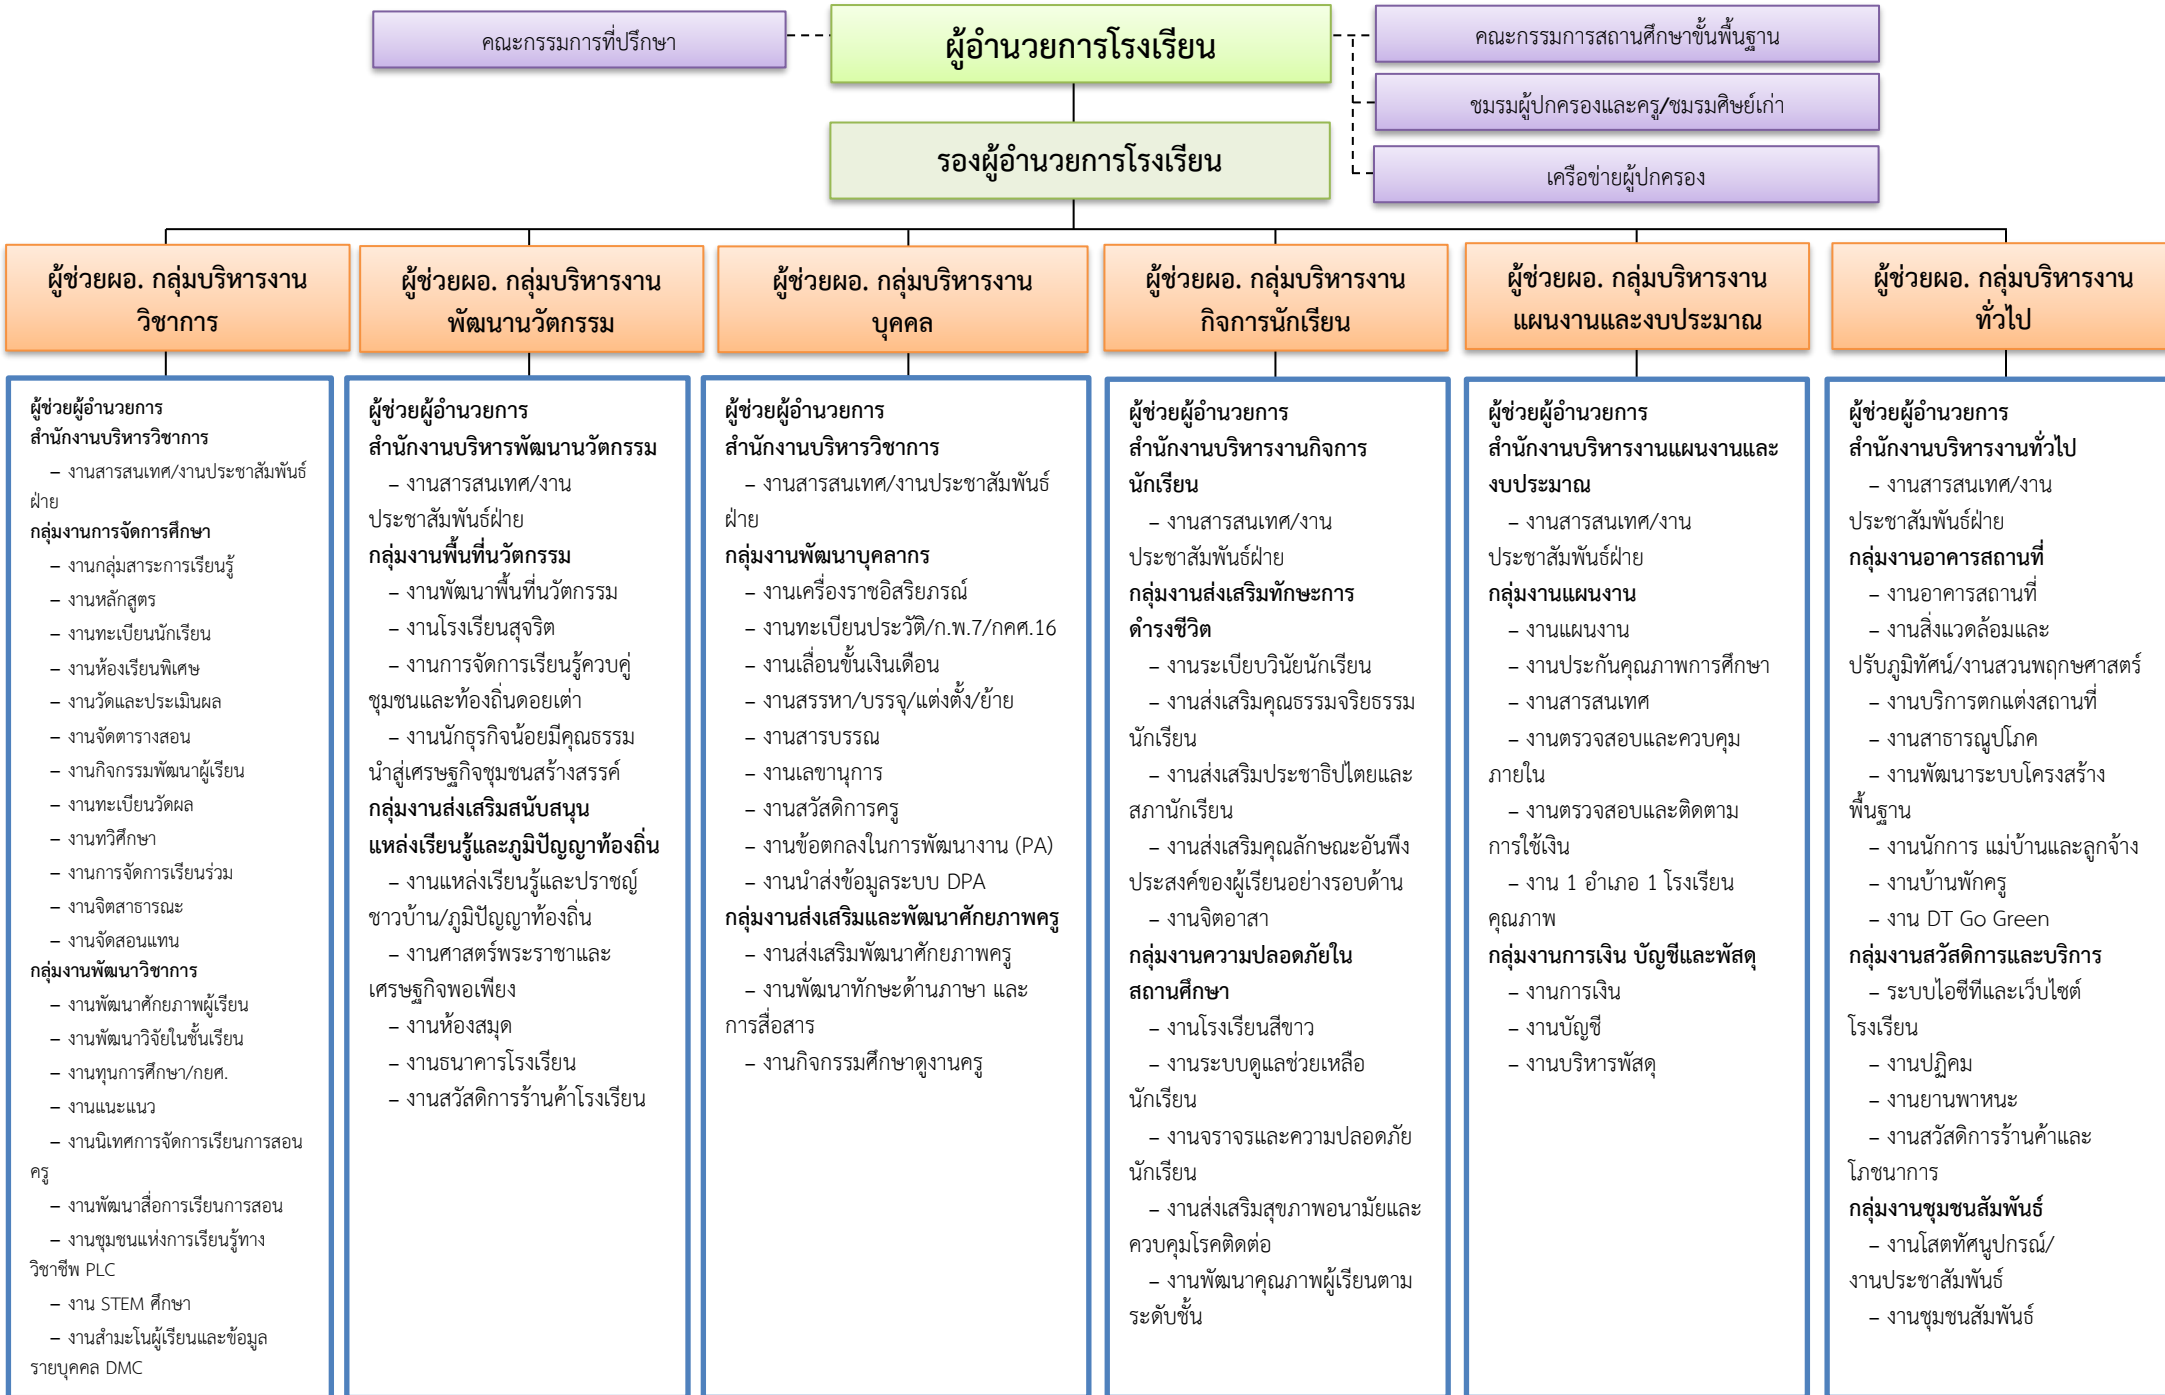 คณะกรรมการที่ปรึกษา
ผู้อำนวยการโรงเรียน
คณะกรรมการสถานศึกษาขั้นพื้นฐาน
ชมรมผู้ปกครองและครู/ชมรมศิษย์เก่า
รองผู้อำนวยการโรงเรียน
เครือข่ายผู้ปกครอง
ผู้ช่วยผอ. กลุ่มบริหารงาน
วิชาการ
ผู้ช่วยผอ. กลุ่มบริหารงาน
พัฒนานวัตกรรม
ผู้ช่วยผอ. กลุ่มบริหารงาน
บุคคล
ผู้ช่วยผอ. กลุ่มบริหารงาน
กิจการนักเรียน
ผู้ช่วยผอ. กลุ่มบริหารงาน
แผนงานและงบประมาณ
ผู้ช่วยผอ. กลุ่มบริหารงาน
ทั่วไป
ผู้ช่วยผู้อำนวยการ
สำนักงานบริหารวิชาการ
– งานสารสนเทศ/งานประชาสัมพันธ์
ฝ่าย
กลุ่มงานการจัดการศึกษา
– งานกลุ่มสาระการเรียนรู้
– งานหลักสูตร
– งานทะเบียนนักเรียน
– งานห้องเรียนพิเศษ
– งานวัดและประเมินผล
– งานจัดตารางสอน
– งานกิจกรรมพัฒนาผู้เรียน
– งานทะเบียนวัดผล
– งานทวิศึกษา
– งานการจัดการเรียนร่วม
– งานจิตสาธารณะ
– งานจัดสอนแทน
กลุ่มงานพัฒนาวิชาการ
– งานพัฒนาศักยภาพผู้เรียน
– งานพัฒนาวิจัยในชั้นเรียน
– งานทุนการศึกษา/กยศ.
– งานแนะแนว
– งานนิเทศการจัดการเรียนการสอน
ครู
– งานพัฒนาสื่อการเรียนการสอน
– งานชุมชนแห่งการเรียนรู้ทาง
วิชาชีพ PLC
– งาน STEM ศึกษา
– งานสำมะโนผู้เรียนและข้อมูล
รายบุคคล DMC
ผู้ช่วยผู้อำนวยการ
สำนักงานบริหารพัฒนานวัตกรรม
– งานสารสนเทศ/งาน
ประชาสัมพันธ์ฝ่าย
กลุ่มงานพื้นที่นวัตกรรม
– งานพัฒนาพื้นที่นวัตกรรม
– งานโรงเรียนสุจริต
– งานการจัดการเรียนรู้ควบคู่
ชุมชนและท้องถิ่นดอยเต่า
– งานนักธุรกิจน้อยมีคุณธรรม
นำสู่เศรษฐกิจชุมชนสร้างสรรค์
กลุ่มงานส่งเสริมสนับสนุน
แหล่งเรียนรู้และภูมิปัญญาท้องถิ่น
– งานแหล่งเรียนรู้และปราชญ์
ชาวบ้าน/ภูมิปัญญาท้องถิ่น
– งานศาสตร์พระราชาและ
เศรษฐกิจพอเพียง
– งานห้องสมุด
– งานธนาคารโรงเรียน
– งานสวัสดิการร้านค้าโรงเรียน
ผู้ช่วยผู้อำนวยการ
สำนักงานบริหารวิชาการ
– งานสารสนเทศ/งานประชาสัมพันธ์
ฝ่าย
กลุ่มงานพัฒนาบุคลากร
– งานเครื่องราชอิสริยภรณ์
– งานทะเบียนประวัติ/ก.พ.7/กคศ.16
– งานเลื่อนขั้นเงินเดือน
– งานสรรหา/บรรจุ/แต่งตั้ง/ย้าย
– งานสารบรรณ
– งานเลขานุการ
– งานสวัสดิการครู
– งานข้อตกลงในการพัฒนางาน (PA)
– งานนำส่งข้อมูลระบบ DPA
กลุ่มงานส่งเสริมและพัฒนาศักยภาพครู
– งานส่งเสริมพัฒนาศักยภาพครู
– งานพัฒนาทักษะด้านภาษา และ
การสื่อสาร
– งานกิจกรรมศึกษาดูงานครู
ผู้ช่วยผู้อำนวยการ
สำนักงานบริหารงานกิจการ
นักเรียน
– งานสารสนเทศ/งาน
ประชาสัมพันธ์ฝ่าย
กลุ่มงานส่งเสริมทักษะการ
ดำรงชีวิต
– งานระเบียบวินัยนักเรียน
– งานส่งเสริมคุณธรรมจริยธรรม
นักเรียน
– งานส่งเสริมประชาธิปไตยและ
สภานักเรียน
– งานส่งเสริมคุณลักษณะอันพึง
ประสงค์ของผู้เรียนอย่างรอบด้าน
– งานจิตอาสา
กลุ่มงานความปลอดภัยใน
สถานศึกษา
– งานโรงเรียนสีขาว
– งานระบบดูแลช่วยเหลือ
นักเรียน
– งานจราจรและความปลอดภัย
นักเรียน
– งานส่งเสริมสุขภาพอนามัยและ
ควบคุมโรคติดต่อ
– งานพัฒนาคุณภาพผู้เรียนตาม
ระดับชั้น
ผู้ช่วยผู้อำนวยการ
สำนักงานบริหารงานแผนงานและ
งบประมาณ
– งานสารสนเทศ/งาน
ประชาสัมพันธ์ฝ่าย
กลุ่มงานแผนงาน
– งานแผนงาน
– งานประกันคุณภาพการศึกษา
– งานสารสนเทศ
– งานตรวจสอบและควบคุม
ภายใน
– งานตรวจสอบและติดตาม
การใช้เงิน
– งาน 1 อำเภอ 1 โรงเรียน
คุณภาพ
กลุ่มงานการเงิน บัญชีและพัสดุ
– งานการเงิน
– งานบัญชี
– งานบริหารพัสดุ
ผู้ช่วยผู้อำนวยการ
สำนักงานบริหารงานทั่วไป
– งานสารสนเทศ/งาน
ประชาสัมพันธ์ฝ่าย
กลุ่มงานอาคารสถานที่
– งานอาคารสถานที่
– งานสิ่งแวดล้อมและ
ปรับภูมิทัศน์/งานสวนพฤกษศาสตร์
– งานบริการตกแต่งสถานที่
– งานสาธารณูปโภค
– งานพัฒนาระบบโครงสร้าง
พื้นฐาน
– งานนักการ แม่บ้านและลูกจ้าง
– งานบ้านพักครู
– งาน DT Go Green
กลุ่มงานสวัสดิการและบริการ
– ระบบไอซีทีและเว็บไซต์
โรงเรียน
– งานปฏิคม
– งานยานพาหนะ
– งานสวัสดิการร้านค้าและ
โภชนาการ
กลุ่มงานชุมชนสัมพันธ์
– งานโสตทัศนูปกรณ์/
งานประชาสัมพันธ์
– งานชุมชนสัมพันธ์